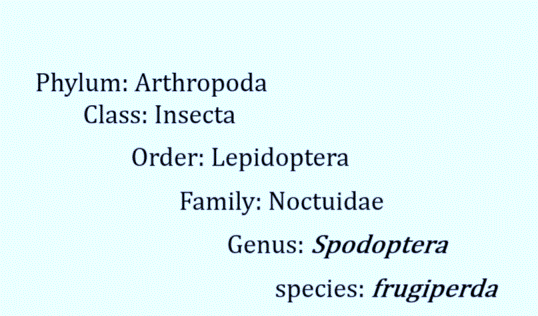 Phylum: Arthropoda
Class: Insecta
Order: Lepidoptera
Family: Noctuidae
Genus: Spodoptera
species: frugiperda